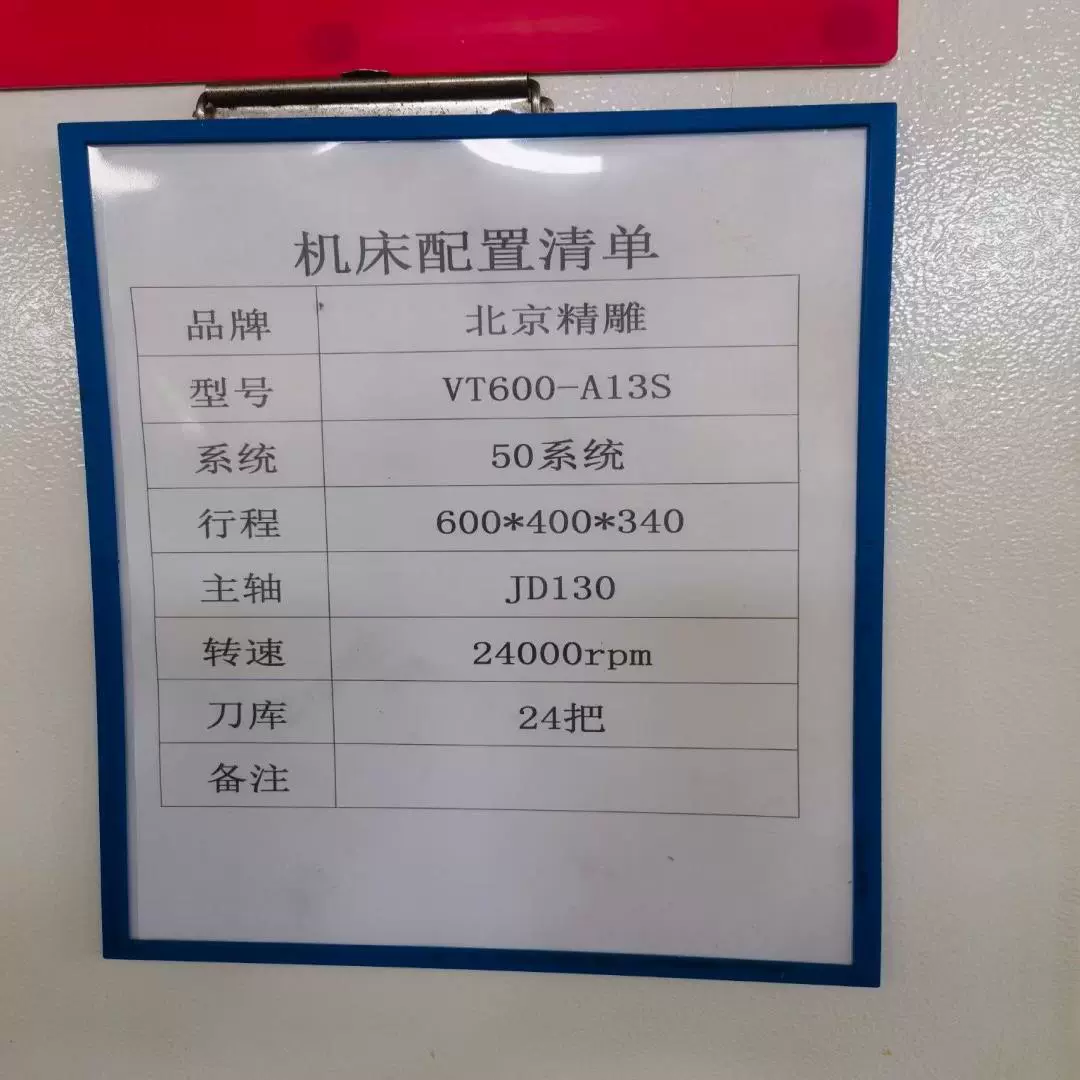 机床配置清单
品牌 北京精雕
型号 VT600-A13S
系统 50系统
行程 600*400*340
主轴 JD130
转速 24000rpm
刀库 24把
备注